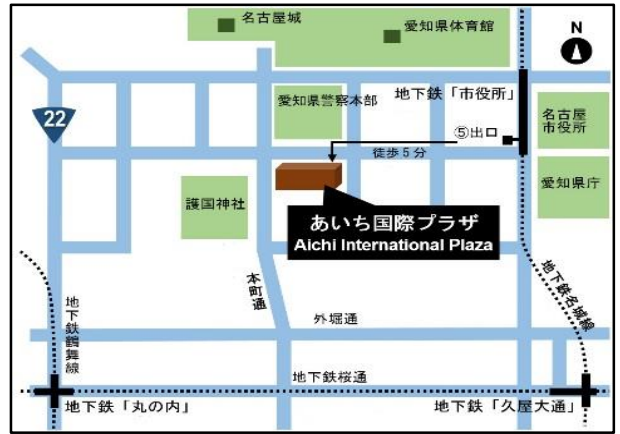 名古屋城
愛知県体育館
N
22
愛知県警察本部
地下鉄「市役所」
⑤出口
名古屋
市役所
徒歩5分
護国神社
愛知県庁
あいち国際プラザ
Aichi International Plaza
本町通
地下鉄鶴舞線
外堀通
地下鉄名城線
地下鉄桜通
地下鉄「丸の内」
地下鉄「久屋大通」